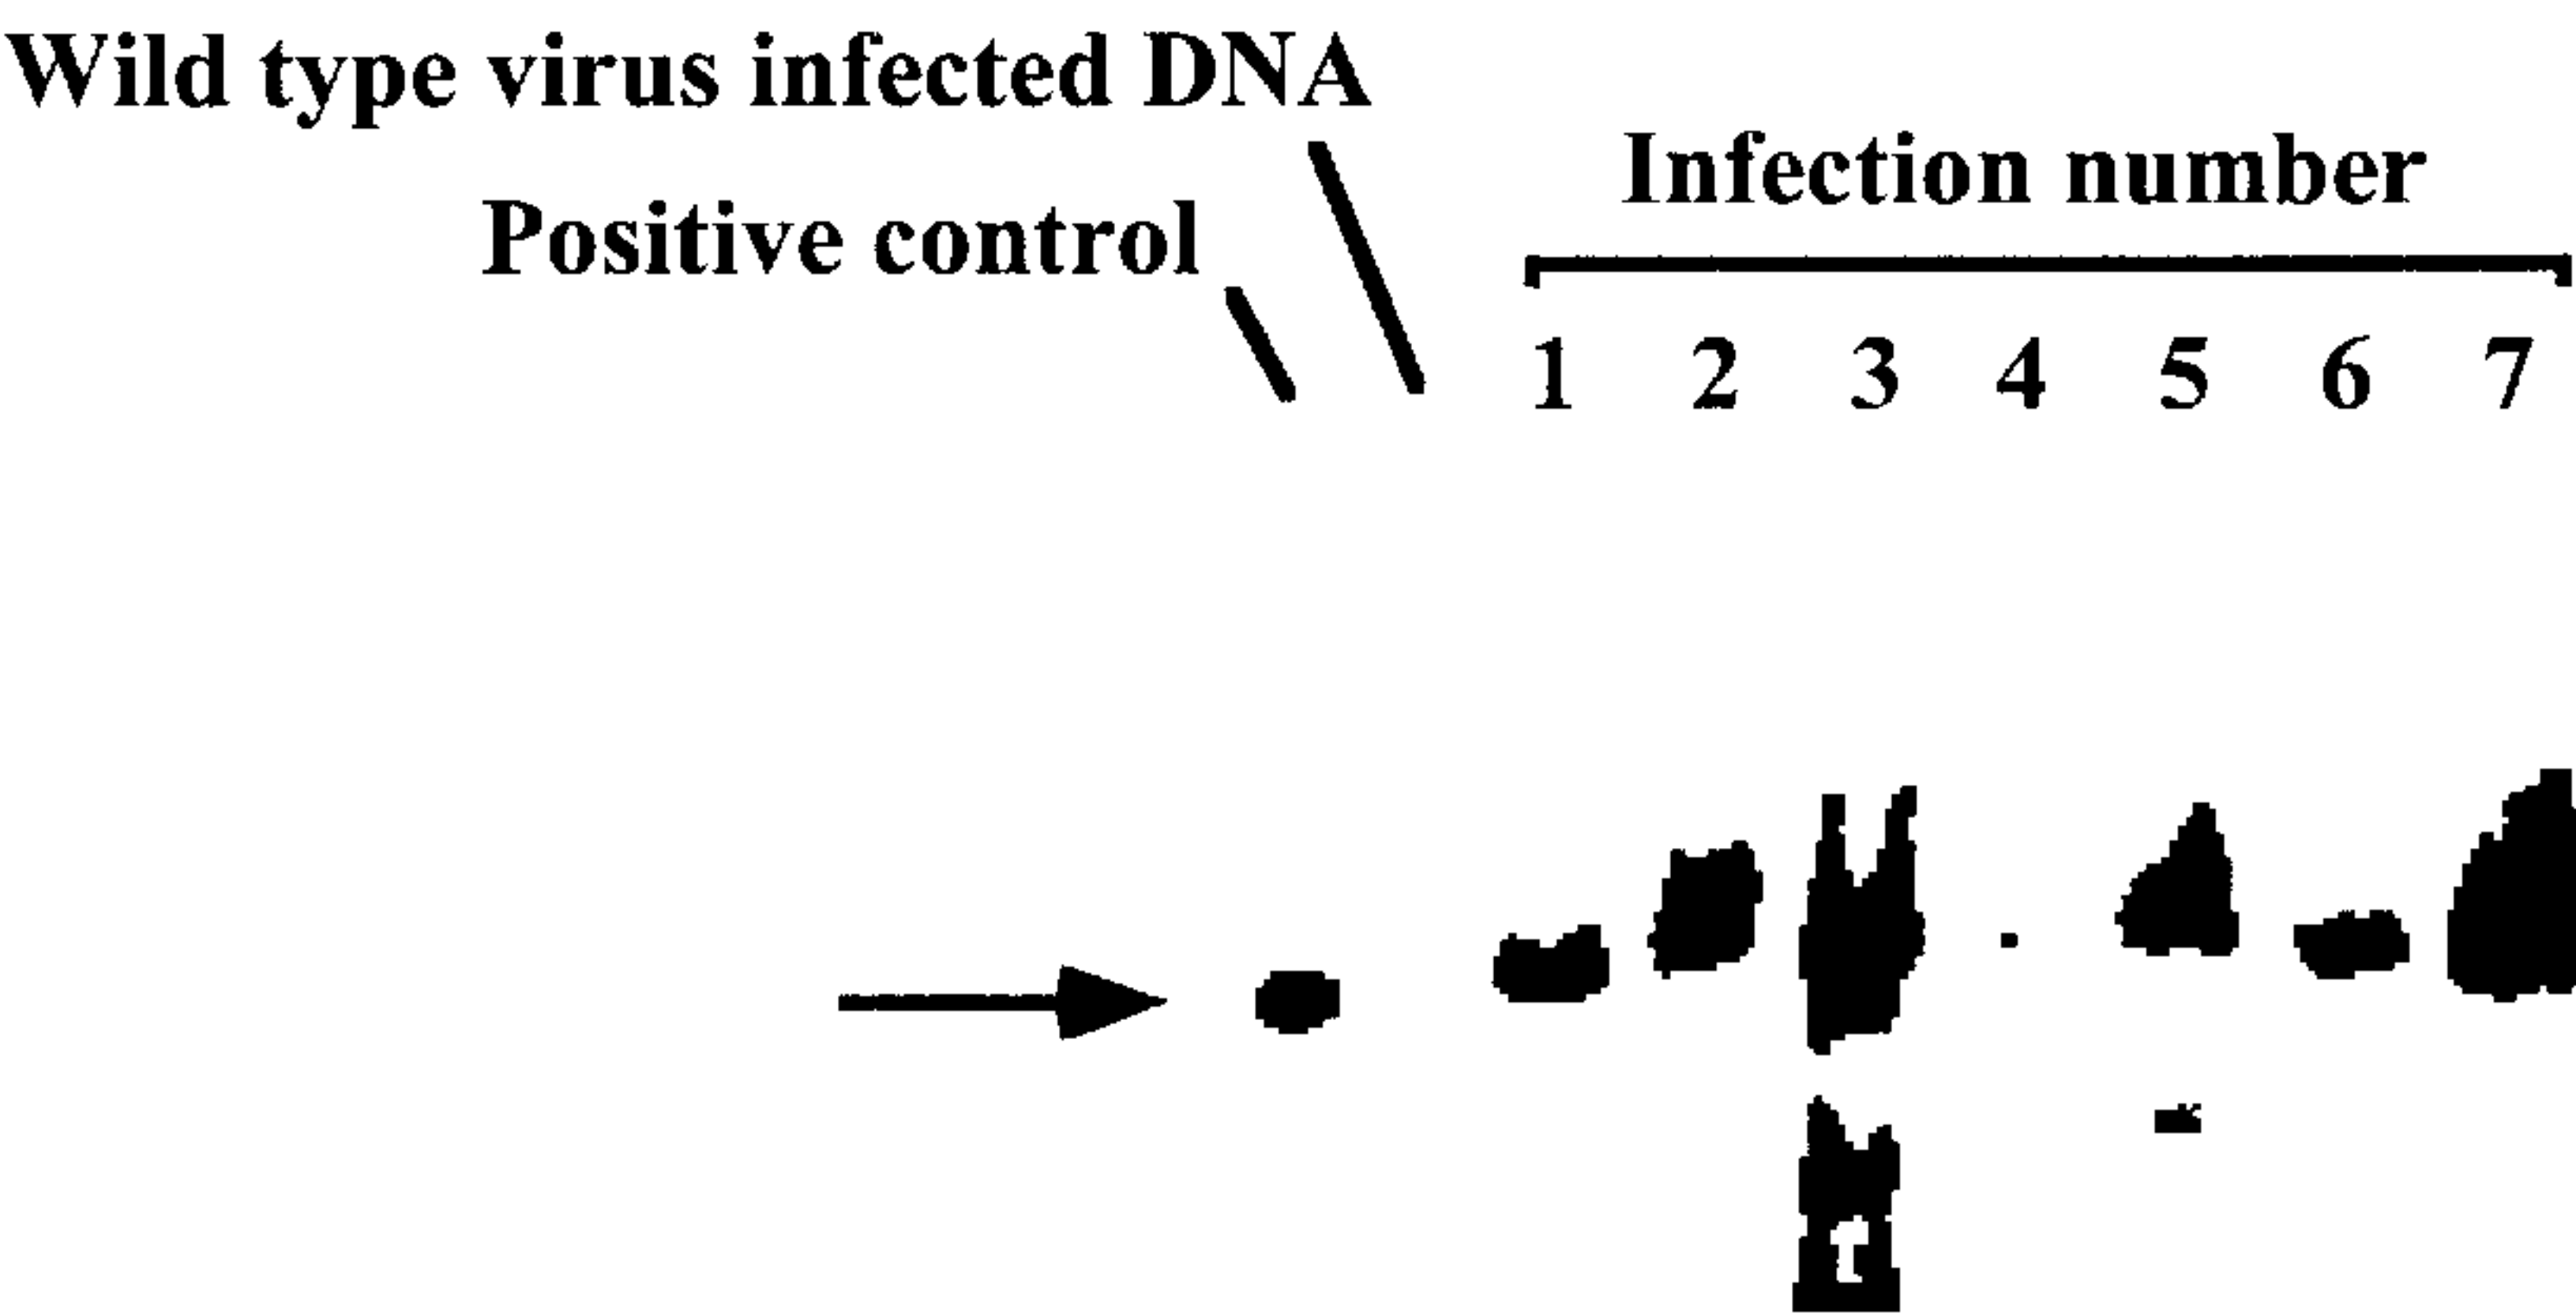 Wild type virus infected DNA
Positive control
Infection number
1 2 3 4 5 6 7